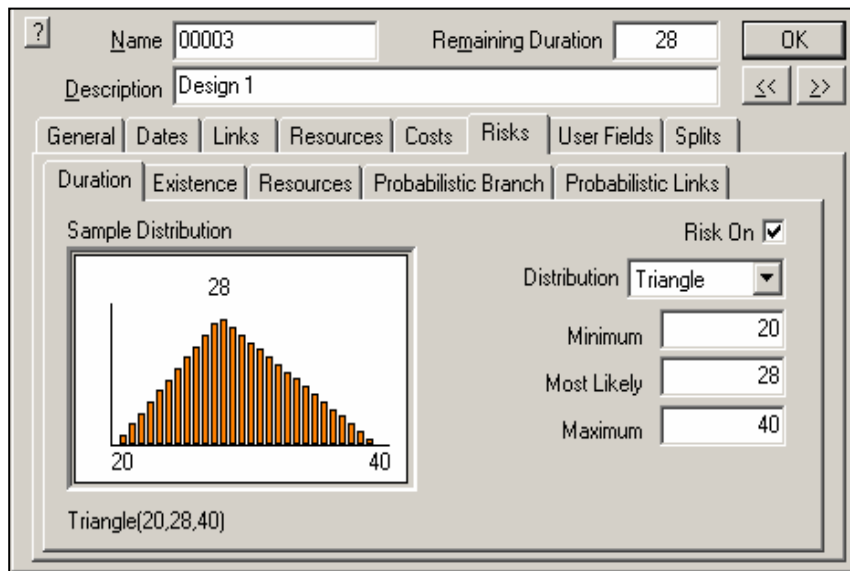 ? Name 00003 Remaining Duration 28 OK
Description Design 1 << >>
General Dates Links Resources Costs Risks User Fields Splits
Duration Existence Resources Probabilistic Branch Probabilistic Links
Sample Distribution Risk On
Distribution Triangle
28
Minimum 20
Most Likely 28
Maximum 40
20 40
Triangle(20,28,40)